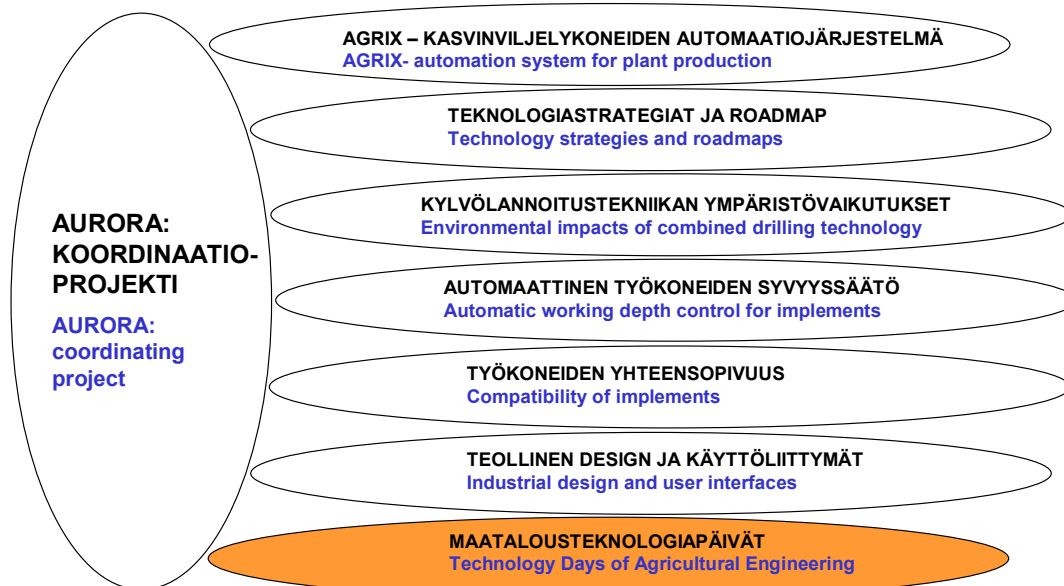 AURORA:
KOORDINAATIO-
PROJEKTI
AURORA:
coordinating
project
AGRIX – KASVINVILJELYKONEIDEN AUTOMAATIOJÄRJESTELMÄ
AGRIX- automation system for plant production
TEKNOLOGIASTRATEGIAT JA ROADMAP
Technology strategies and roadmaps
KYLVÖLANNOITUSTEKNIIKAN YMPÄRISTÖVAIKUTUKSET
Environmental impacts of combined drilling technology
AUTOMAATTINEN TYÖKONEIDEN SYVYYSSÄÄTÖ
Automatic working depth control for implements
TYÖKONEIDEN YHTEENSOPIVUUS
Compatibility of implements
TEOLLINEN DESIGN JA KÄYTTÖLIITTYMÄT
Industrial design and user interfaces
MAATALOUSTEKNOLOGIAPÄIVÄT
Technology Days of Agricultural Engineering